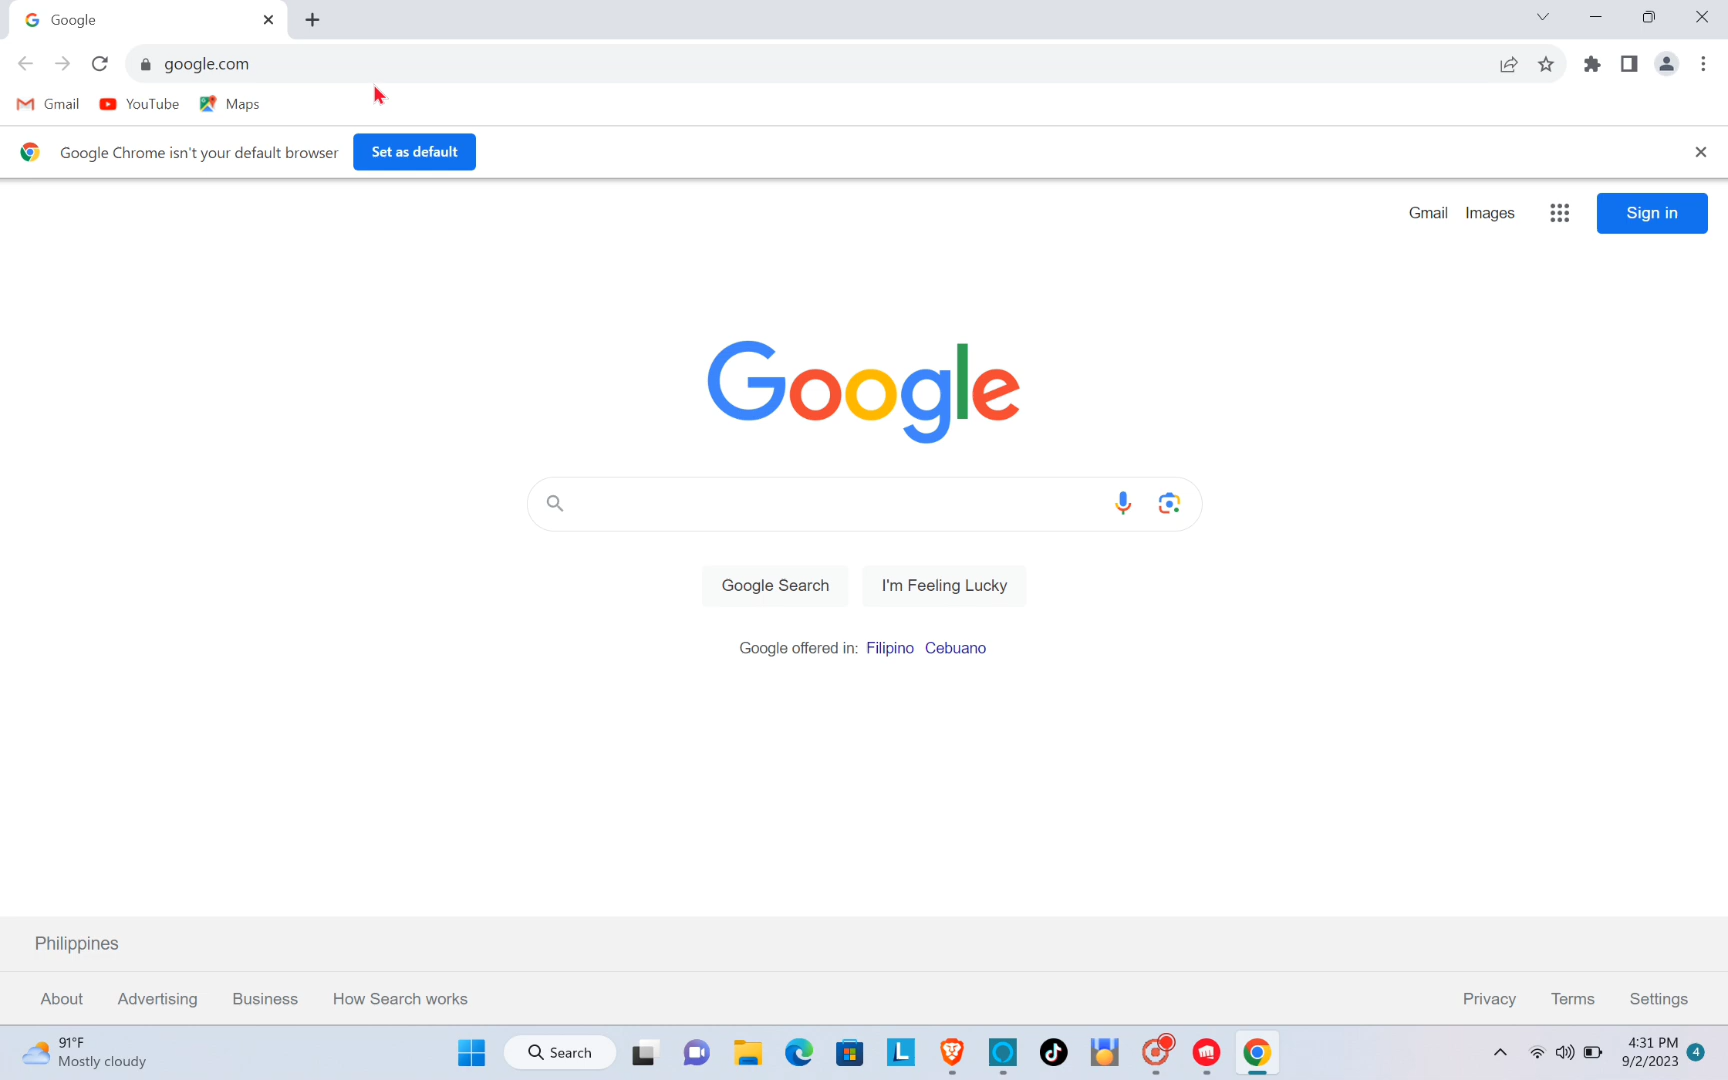 Google
google.com
Gmail YouTube Maps
Google Chrome isn't your default browser Set as default
Gmail Images Sign in
Google
Google Search I'm Feeling Lucky
Google offered in: Filipino Cebuano
Philippines
About Advertising Business How Search works Privacy Terms Settings
91°F
Mostly cloudy
Search
L
4:31 PM
9/2/2023
4